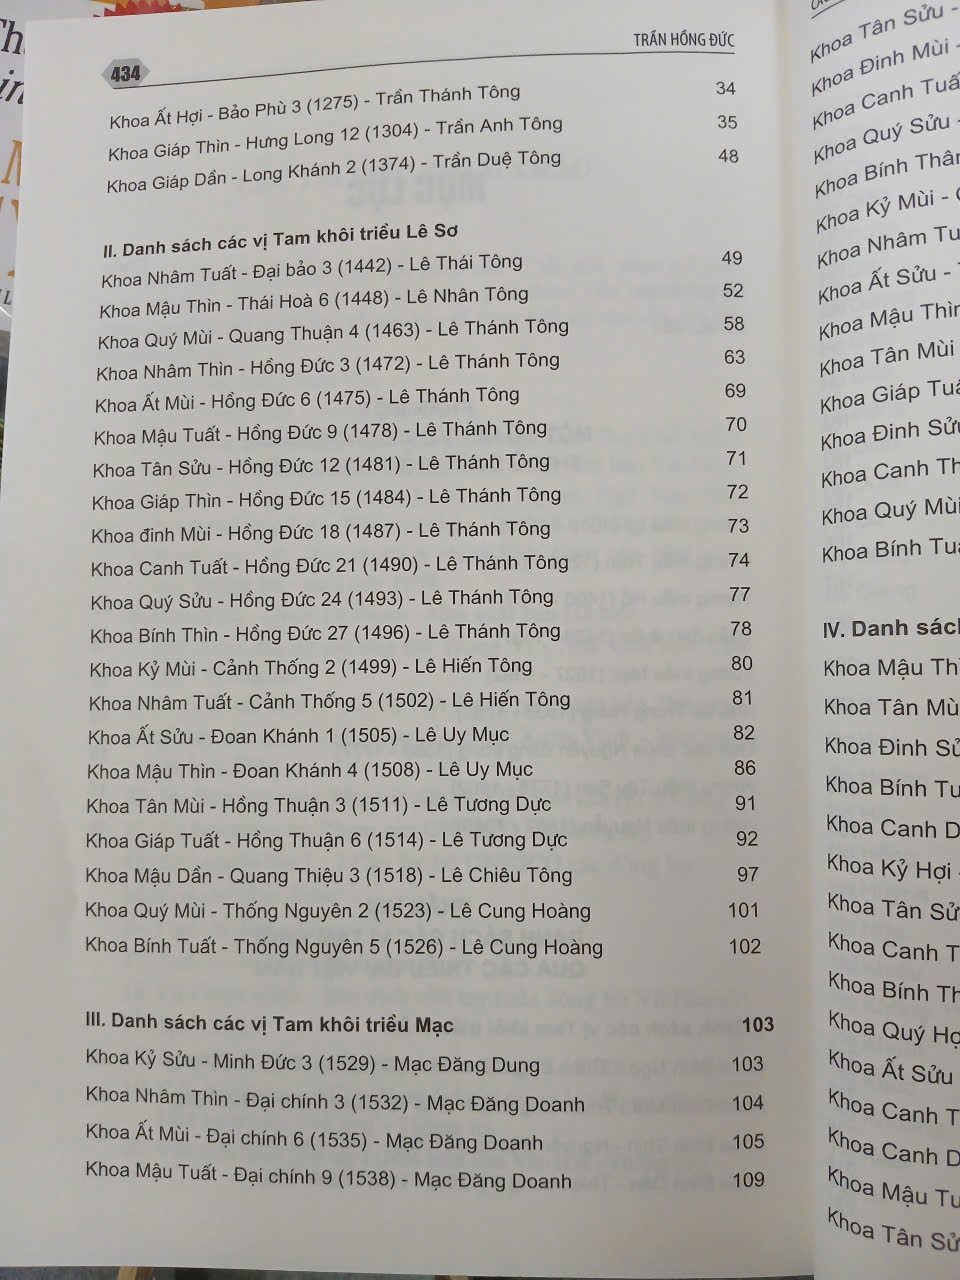 434
TRẦN HỒNG ĐỨC
Khoa Ất Hợi - Bảo Phù 3 (1275) - Trần Thánh Tông 34
Khoa Giáp Thìn - Hưng Long 12 (1304) - Trần Anh Tông 35
Khoa Giáp Dần - Long Khánh 2 (1374) - Trần Duệ Tông 48
II. Danh sách các vị Tam khôi triều Lê Sơ
Khoa Nhâm Tuất - Đại bảo 3 (1442) - Lê Thái Tông 49
Khoa Mậu Thìn - Thái Hoà 6 (1448) - Lê Nhân Tông 52
Khoa Quý Mùi - Quang Thuận 4 (1463) - Lê Thánh Tông 58
Khoa Nhâm Thìn - Hồng Đức 3 (1472) - Lê Thánh Tông 63
Khoa Ất Mùi - Hồng Đức 6 (1475) - Lê Thánh Tông 69
Khoa Mậu Tuất - Hồng Đức 9 (1478) - Lê Thánh Tông 70
Khoa Tân Sửu - Hồng Đức 12 (1481) - Lê Thánh Tông 71
Khoa Giáp Thìn - Hồng Đức 15 (1484) - Lê Thánh Tông 72
Khoa đinh Mùi - Hồng Đức 18 (1487) - Lê Thánh Tông 73
Khoa Canh Tuất - Hồng Đức 21 (1490) - Lê Thánh Tông 74
Khoa Quý Sửu - Hồng Đức 24 (1493) - Lê Thánh Tông 77
Khoa Bính Thìn - Hồng Đức 27 (1496) - Lê Thánh Tông 78
Khoa Kỷ Mùi - Cảnh Thống 2 (1499) - Lê Hiến Tông 80
Khoa Nhâm Tuất - Cảnh Thống 5 (1502) - Lê Hiến Tông 81
Khoa Ất Sửu - Đoan Khánh 1 (1505) - Lê Uy Mục 82
Khoa Mậu Thìn - Đoan Khánh 4 (1508) - Lê Uy Mục 86
Khoa Tân Mùi - Hồng Thuận 3 (1511) - Lê Tương Dực 91
Khoa Giáp Tuất - Hồng Thuận 6 (1514) - Lê Tương Dực 92
Khoa Mậu Dần - Quang Thiệu 3 (1518) - Lê Chiêu Tông 97
Khoa Quý Mùi - Thống Nguyên 2 (1523) - Lê Cung Hoàng 101
Khoa Bính Tuất - Thống Nguyên 5 (1526) - Lê Cung Hoàng 102
III. Danh sách các vị Tam khôi triều Mạc 103
Khoa Kỷ Sửu - Minh Đức 3 (1529) - Mạc Đăng Dung 103
Khoa Nhâm Thìn - Đại chính 3 (1532) - Mạc Đăng Doanh 104
Khoa Ất Mùi - Đại chính 6 (1535) - Mạc Đăng Doanh 105
Khoa Mậu Tuất - Đại chính 9 (1538) - Mạc Đăng Doanh 109
Khoa Tân Sửu -
Khoa Đinh Mùi -
Khoa Canh
Khoa Quý Sửu -
Khoa Bính
Khoa Kỷ Mùi -
Khoa Nhâm
Khoa Ất Sửu -
Khoa Mậu Thìn
Khoa Tân Mùi
Khoa Giáp
Khoa Đinh Sửu
Khoa Canh
Khoa Quý Mùi
Khoa Bính
IV. Danh sách
Khoa Mậu
Khoa Tân
Khoa Đinh
Khoa Bính
Khoa Canh
Khoa Kỷ Hợi -
Khoa Tân
Khoa Canh
Khoa Bính
Khoa Quý
Khoa Ất Sửu
Khoa Canh
Khoa Canh
Khoa Mậu
Khoa Tân